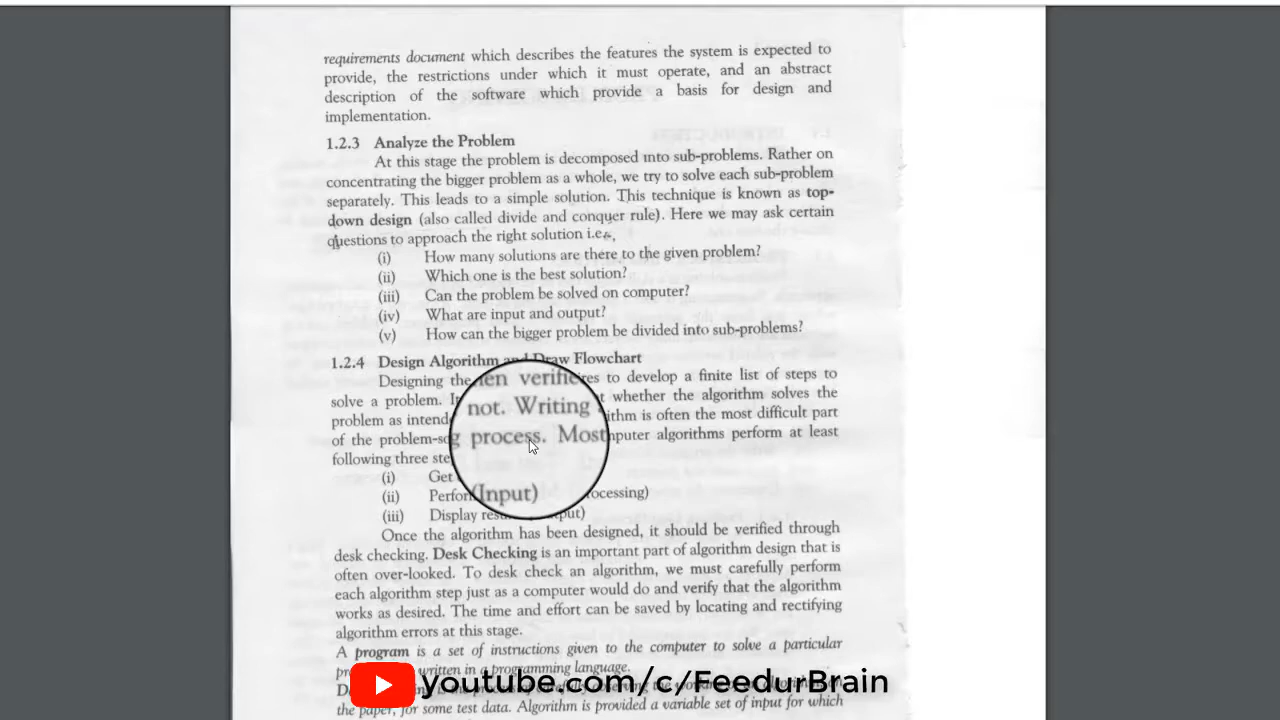 requirements document which describes the features the system is expected to
provide, the restrictions under which it must operate, and an abstract
description of the software which provide a basis for design and
implementation.
1.2.3 Analyze the Problem
At this stage the problem is decomposed into sub-problems. Rather on
concentrating the bigger problem as a whole, we try to solve each sub-problem
separately. This leads to a simple solution. This technique is known as top-
down design (also called divide and conquer rule). Here we may ask certain
questions to approach the right solution i.e.,
(i) How many solutions are there to the given problem?
(ii) Which one is the best solution?
(iii) Can the problem be solved on computer?
(iv) What are input and output?
(v) How can the bigger problem be divided into sub-problems?
1.2.4 Design Algorithm and Draw Flowchart
Designing the verifi res to develop a finite list of steps to
solve a problem. whether the algorithm solves the
not. Writing
problem as intend ithm is often the most difficult part
of the problem-so g process. Most mputer algorithms perform at least
following three ste
(i) Get
(ii) Perfor (Input) ocessing)
(iii) Display res put)
Once the algorithm has been designed, it should be verified through
desk checking. Desk Checking is an important part of algorithm design that is
often over-looked. To desk check an algorithm, we must carefully perform
each algorithm step just as a computer would do and verify that the algorithm
works as desired. The time and effort can be saved by locating and rectifying
algorithm errors at this stage.
A program is a set of instructions given to the computer to solve a particular
written in a programming language.
youtube.com/c/FeedurBrain
the paper, for some test data. Algorithm is provided a variable set of input for which